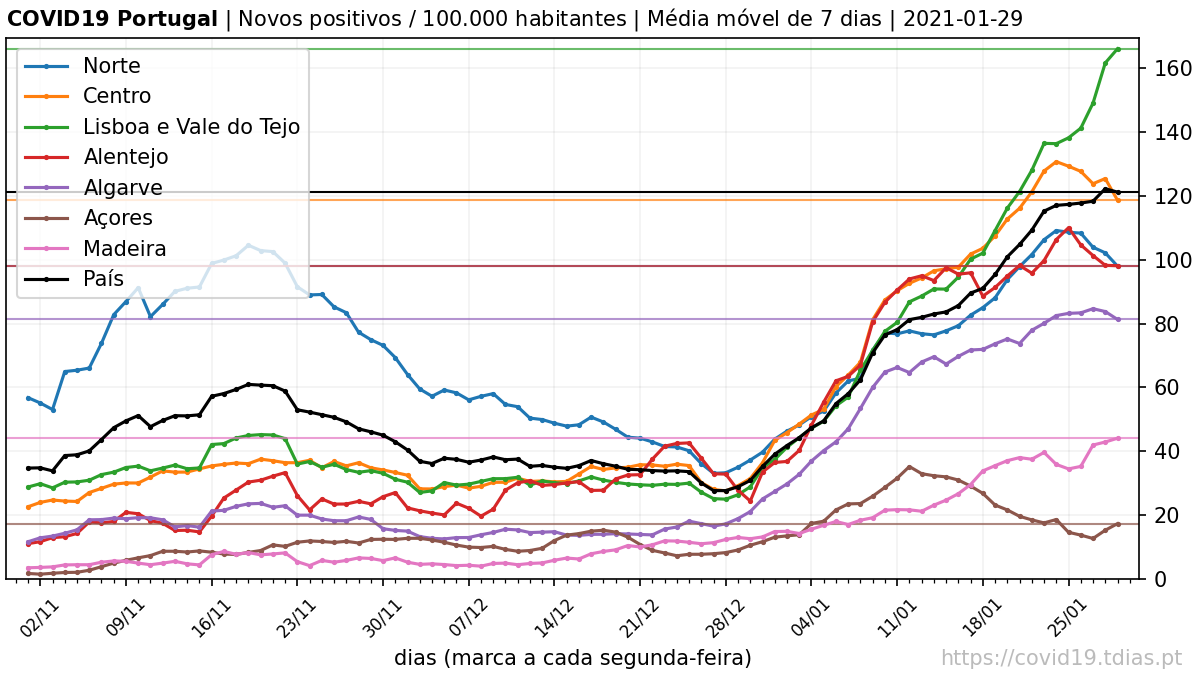 COVID19 Portugal | Novos positivos / 100.000 habitantes | Média móvel de 7 dias | 2021-01-29
Norte
Centro
Lisboa e Vale do Tejo
Alentejo
Algarve
Açores
Madeira
País
160
140
120
100
80
60
40
20
0
02/11 09/11 16/11 23/11 30/11 07/12 14/12 21/12 28/12 04/01 11/01 18/01 25/01
dias (marca a cada segunda-feira)
https://covid19.tdias.pt